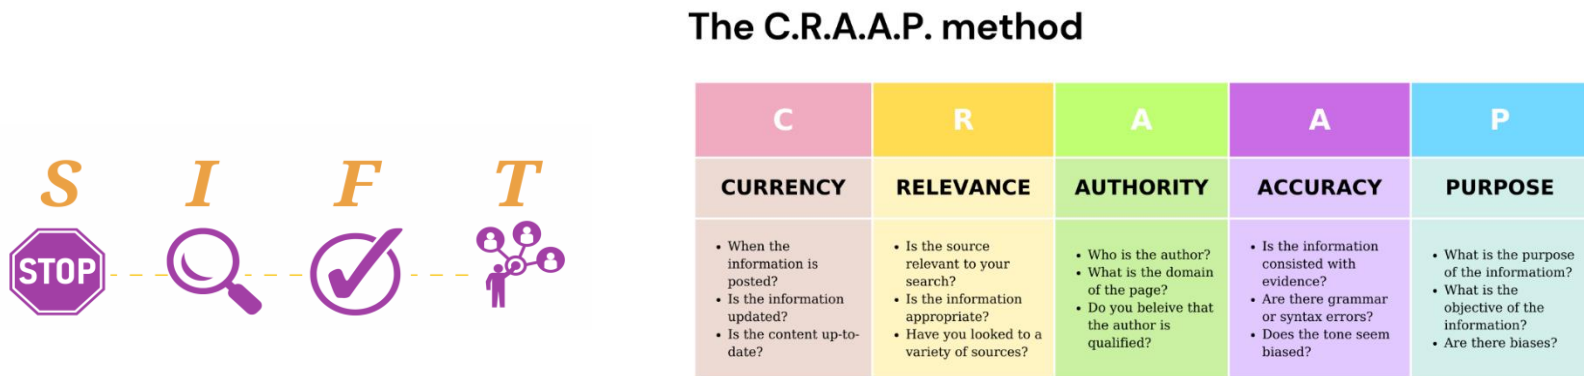 The C.R.A.A.P. method
S I F T
STOP
C R A A P
CURRENCY RELEVANCE AUTHORITY ACCURACY PURPOSE
• When the
information is
posted?
• Is the information
updated?
• Is the content up-to-
date?
• Is the source
relevant to your
search?
• Is the information
appropriate?
• Have you looked to a
variety of sources?
• Who is the author?
• What is the domain
of the page?
• Do you beleive that
the author is
qualified?
• Is the information
consisted with
evidence?
• Are there grammar
or syntax errors?
• Does the tone seem
biased?
• What is the purpose
of the informatiom?
• What is the
objective of the
information?
• Are there biases?